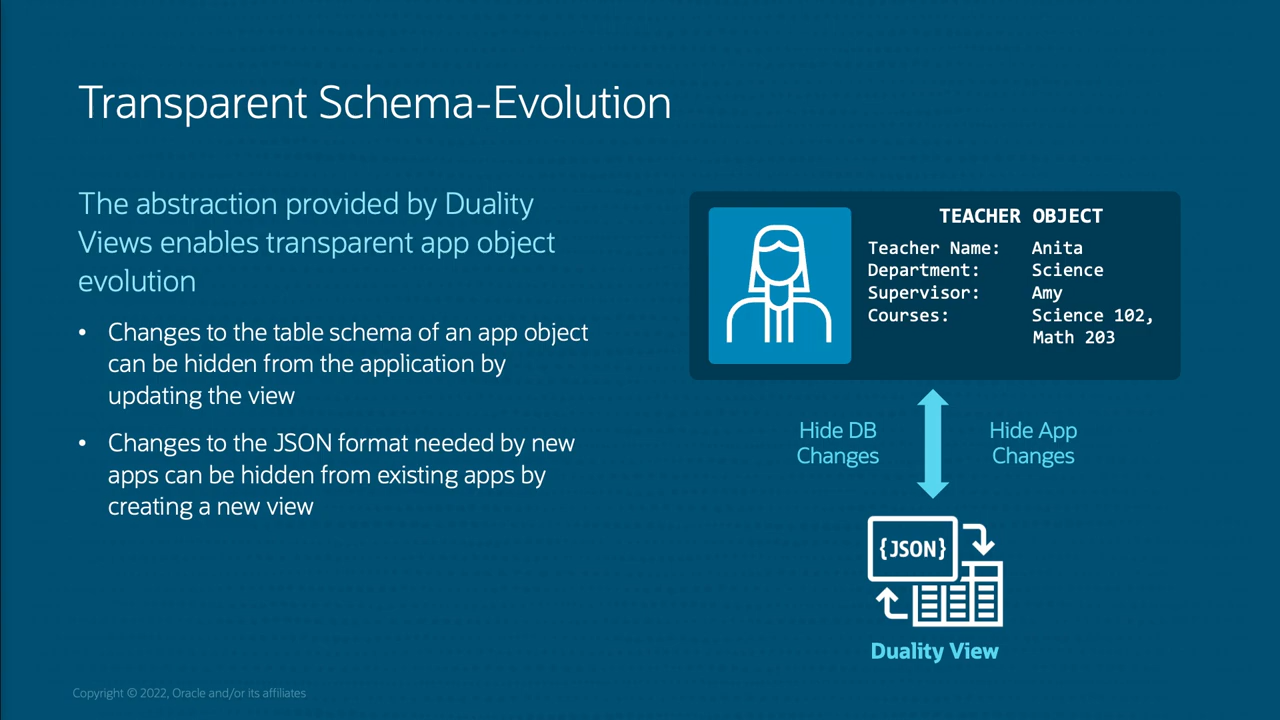 Transparent Schema-Evolution
The abstraction provided by Duality
Views enables transparent app object
evolution
• Changes to the table schema of an app object
can be hidden from the application by
updating the view
• Changes to the JSON format needed by new
apps can be hidden from existing apps by
creating a new view
TEACHER OBJECT
Teacher Name: Anita
Department: Science
Supervisor: Amy
Courses: Science 102,
Math 203
Hide DB
Changes
Hide App
Changes
{JSON}
Duality View
Copyright © 2022, Oracle and/or its affiliates